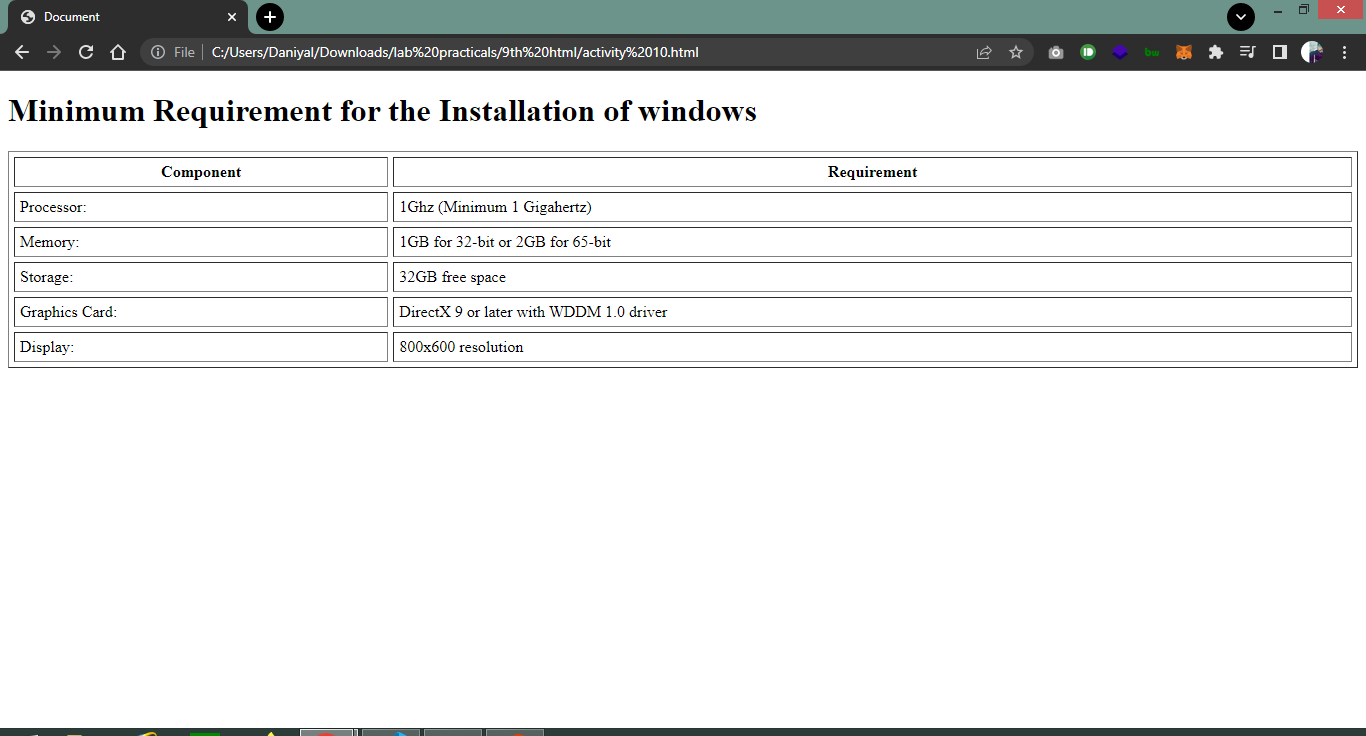 Document
File
C:/Users/Daniyal/Downloads/lab%20practicals/9th%20html/activity%2010.html
bw
Minimum Requirement for the Installation of windows
Component Requirement
Processor: 1Ghz (Minimum 1 Gigahertz)
Memory: 1GB for 32-bit or 2GB for 65-bit
Storage: 32GB free space
Graphics Card: DirectX 9 or later with WDDM 1.0 driver
Display: 800x600 resolution